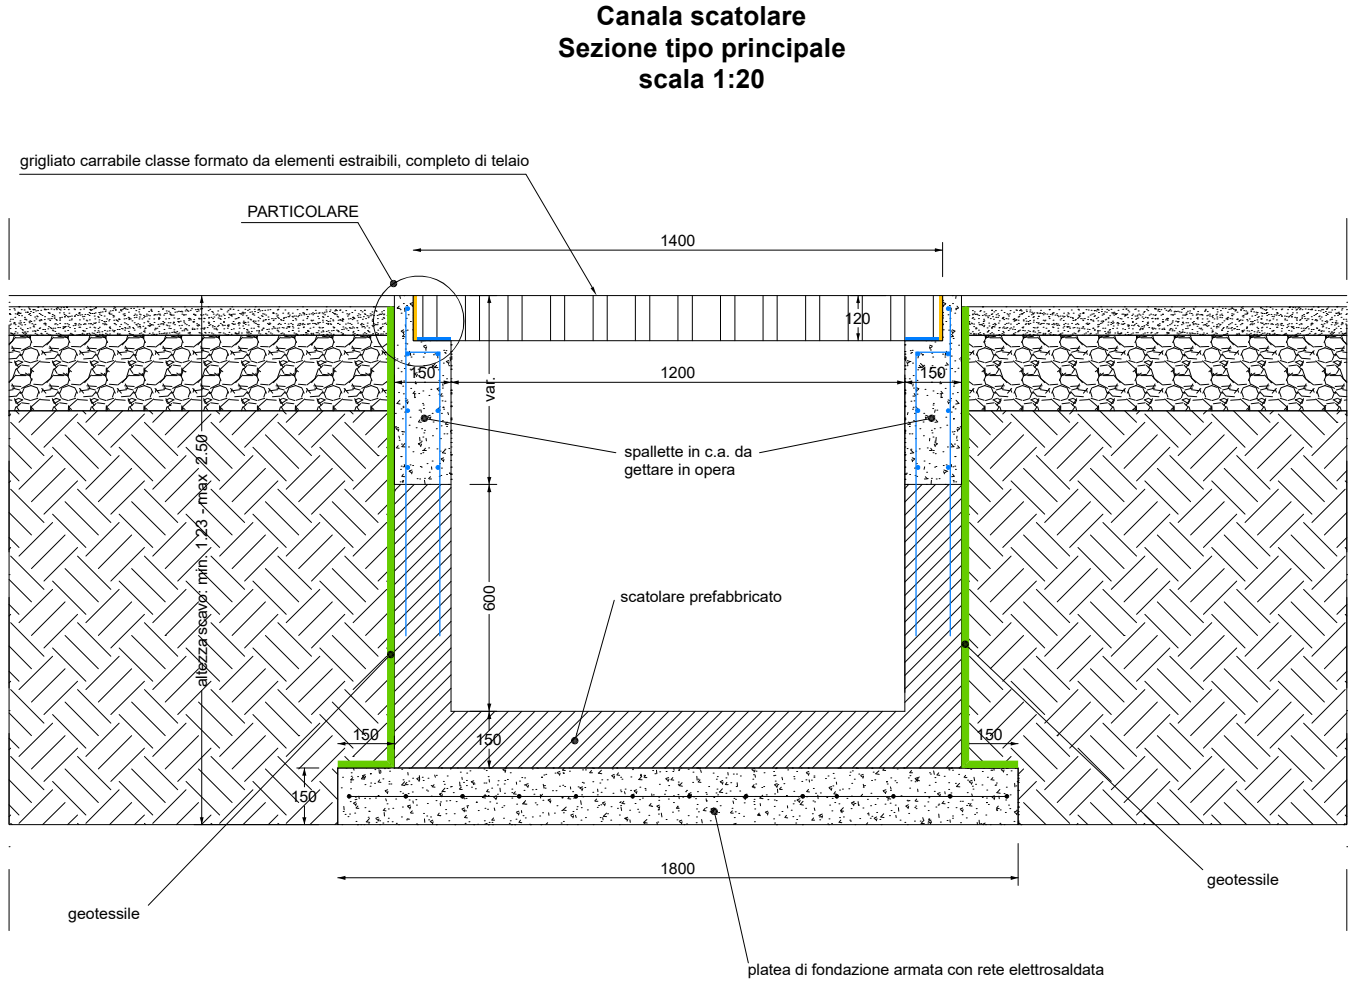 Canala scatolare
Sezione tipo principale
scala 1:20
grigliato carrabile classe formato da elementi estraibili, completo di telaio
PARTICOLARE
1400
120
150
1200
150
var.
altezza scavo: min. 1.23 - max  2.50
spallette in c.a. da
gettare in opera
600
scatolare prefabbricato
150
150
150
150
1800
geotessile
geotessile
platea di fondazione armata con rete elettrosaldata